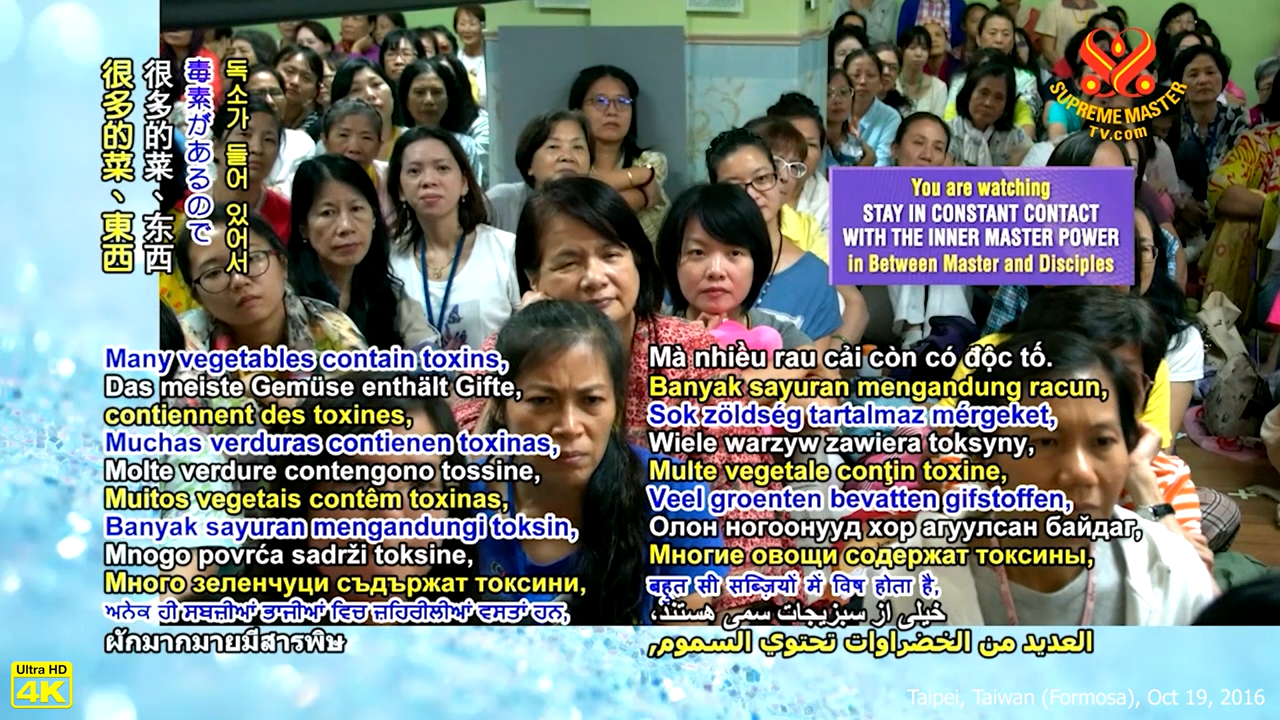 很多的菜、東西
很多的菜、东西
毒素があるので
독소가 들어 있어서
SUPREME MASTER
TV.com
You are watching
STAY IN CONSTANT CONTACT
WITH THE INNER MASTER POWER
in Between Master and Disciples
Many vegetables contain toxins,
Das meiste Gemüse enthält Gifte,
contiennent des toxines,
Muchas verduras contienen toxinas,
Molte verdure contengono tossine,
Muitos vegetais contêm toxinas,
Banyak sayuran mengandungi toksin,
Mnogo povrća sadrži toksine,
Много зеленчуци съдържат токсини,
ਅਨੇਕ ਹੀ ਸਬਜ਼ੀਆਂ ਭਾਜੀਆਂ ਵਿਚ ਜ਼ਹਿਰੀਲੀਆਂ ਵਸਤਾਂ ਹਨ,
ผักมากมายมีสารพิษ
Mà nhiều rau cải còn có độc tố.
Banyak sayuran mengandung racun,
Sok zöldség tartalmaz mérgeket,
Wiele warzyw zawiera toksyny,
Multe vegetale conţin toxine,
Veel groenten bevatten gifstoffen,
Олон ногоонууд хор агуулсан байдаг,
Многие овощи содержат токсины,
बहुत सी सब्ज़ियों में विष होता है,
خیلی از سبزیجات سمی هستند،
العديد من الخضراوات تحتوي السموم,
Ultra HD
4K
Taipei, Taiwan (Formosa), Oct 19, 2016